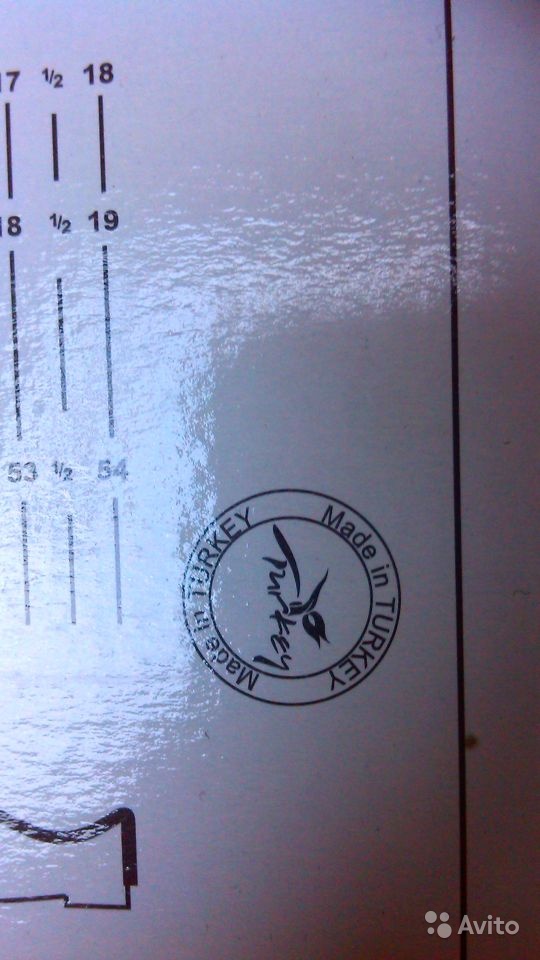 17 1/2 18
18 1/2 19
53 1/2 54
Made in TURKEY
Made in TURKEY
Turkey
Avito